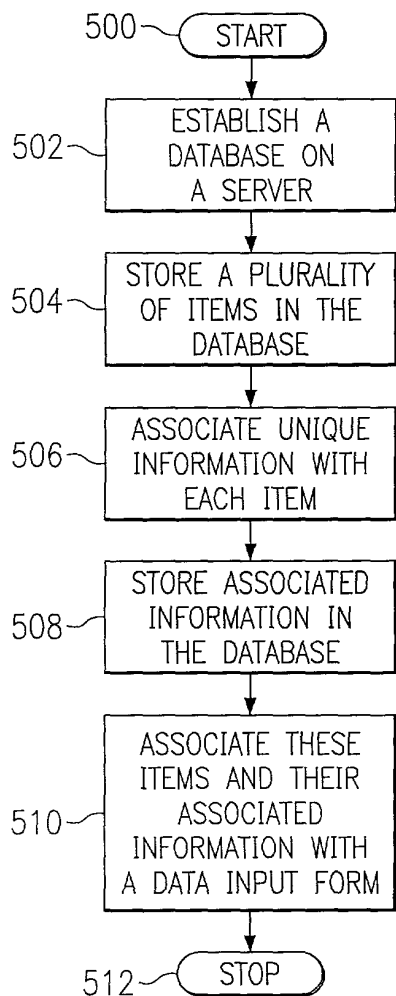 500
START
502
ESTABLISH A
DATABASE ON
A SERVER
504
STORE A PLURALITY
OF ITEMS IN THE
DATABASE
506
ASSOCIATE UNIQUE
INFORMATION WITH
EACH ITEM
508
STORE ASSOCIATED
INFORMATION IN
THE DATABASE
510
ASSOCIATE THESE
ITEMS AND THEIR
ASSOCIATED
INFORMATION WITH
A DATA INPUT FORM
512
STOP